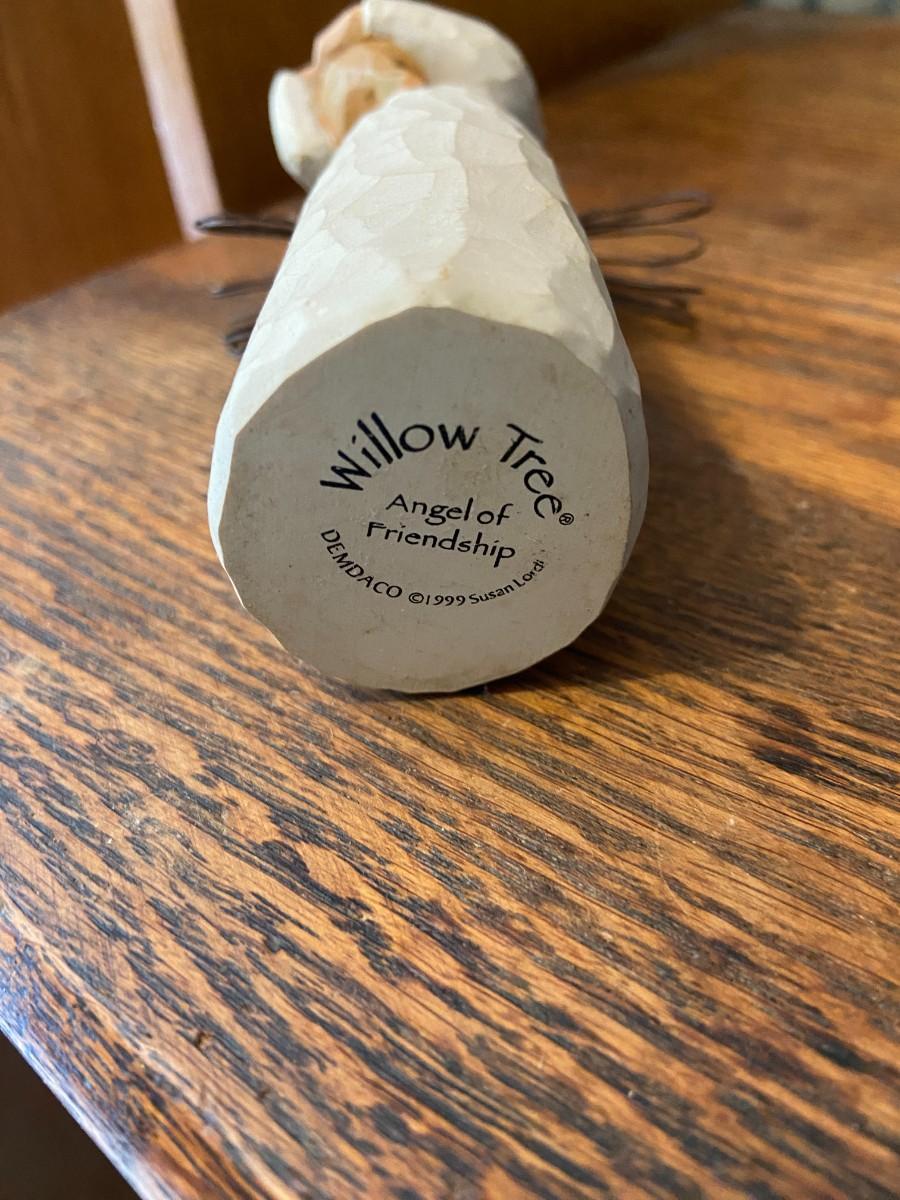 Willow Tree®
Angel of
Friendship
DEMDACO ©1999 Susan Lordi